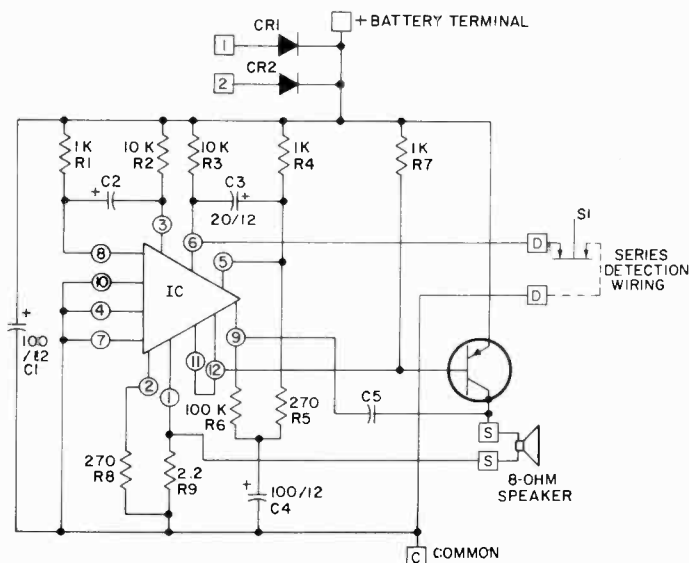 + BATTERY TERMINAL
CR1
1
CR2
2
1K
R1
10 K
R2
10 K
R3
1K
R4
1K
R7
+
C2
C3
+
20/12
3
6
5
8
10
4
7
IC
9
11
12
2
1
D
S1
SERIES
DETECTION
WIRING
D
+
100
/12
C1
100 K
R6
270
R5
C5
S
S
8-OHM
SPEAKER
270
R8
2.2
R9
+
100/12
C4
C
COMMON